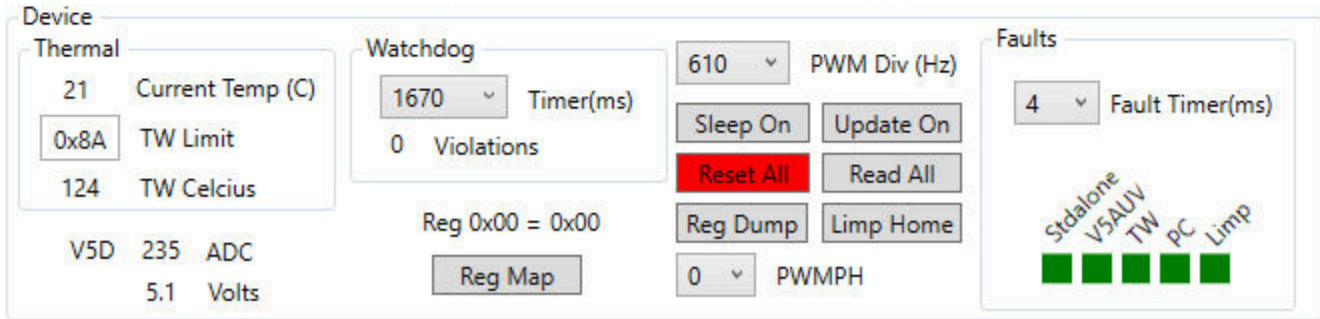 Device
Thermal
21 Current Temp (C)
0x8A TW Limit
124 TW Celcius
V5D 235 ADC
5.1 Volts
Watchdog
1670 Timer(ms)
0 Violations
Reg 0x00 = 0x00
Reg Map
610 PWM Div (Hz)
Sleep On Update On
Reset All Read All
Reg Dump Limp Home
0 PWMPH
Faults
4 Fault Timer(ms)
Stdalone
V5AUV
TW
PC
Limp